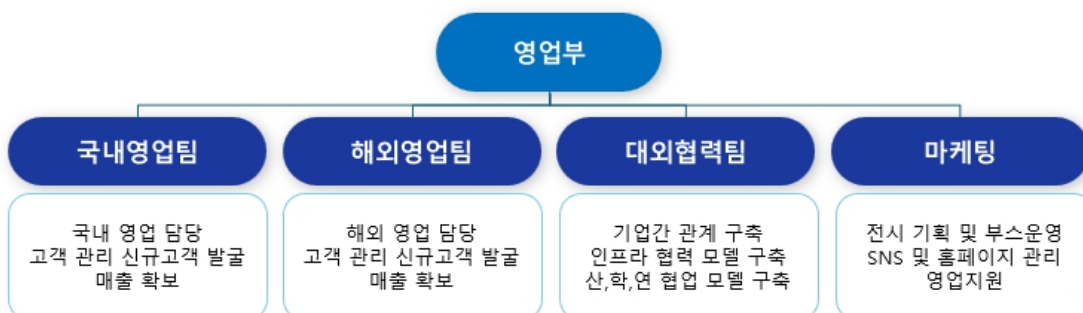 영업부
국내영업팀
국내 영업 담당
고객 관리 신규고객 발굴
매출 확보
해외영업팀
해외 영업 담당
고객 관리 신규고객 발굴
매출 확보
대외협력팀
기업간 관계 구축
인프라 협력 모델 구축
산,학,연 협업 모델 구축
마케팅
전시 기획 및 부스운영
SNS 및 홈페이지 관리
영업지원